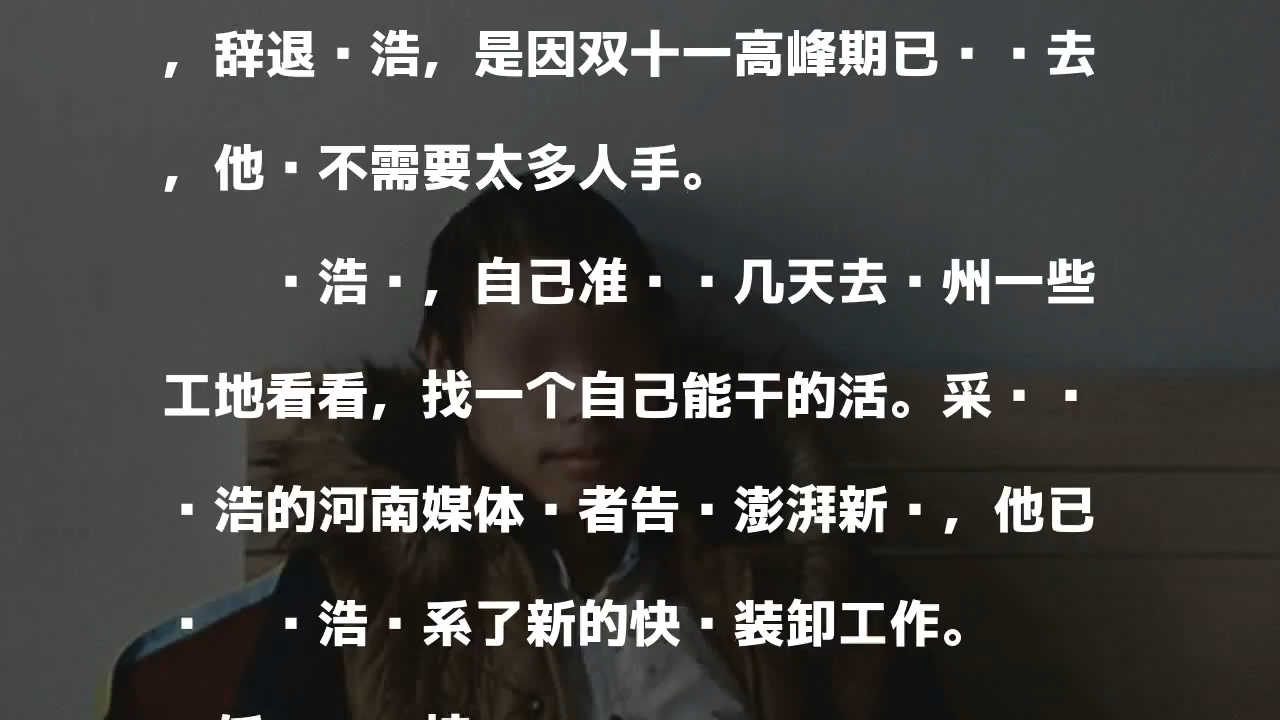 ，辞退·浩，是因双十一高峰期已··去
，他·不需要太多人手。
·浩·，自己准··几天去·州一些
工地看看，找一个自己能干的活。采··
·浩的河南媒体·者告·澎湃新·，他已
· ·浩·系了新的快·装卸工作。